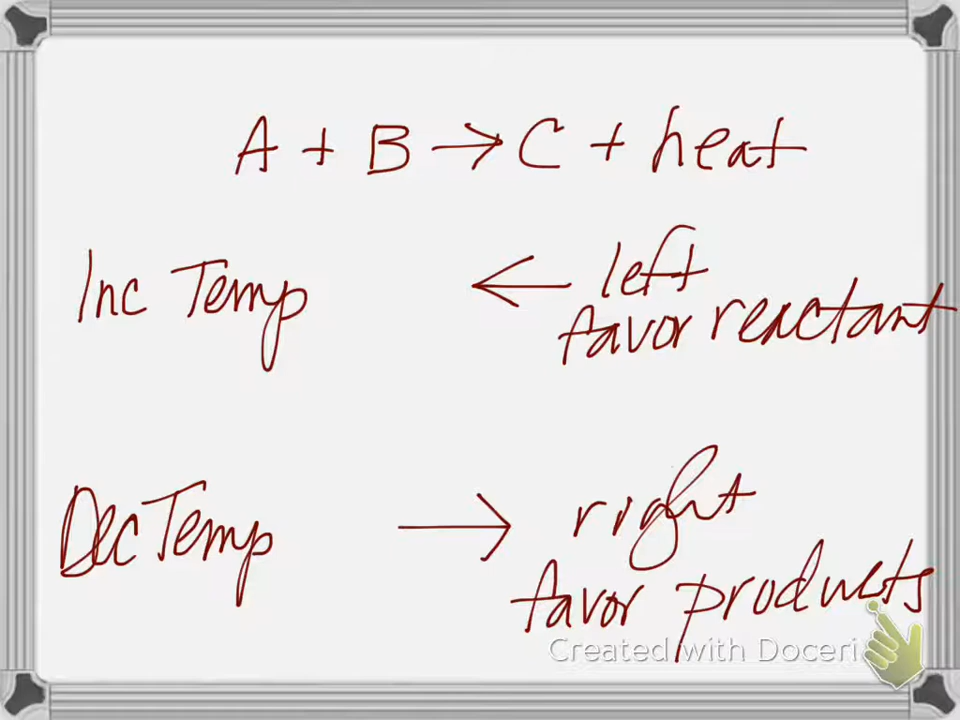 A + B → C + heat
Inc Temp ← left
favor reactant
Dec Temp → right
favor products
Created with Doceri